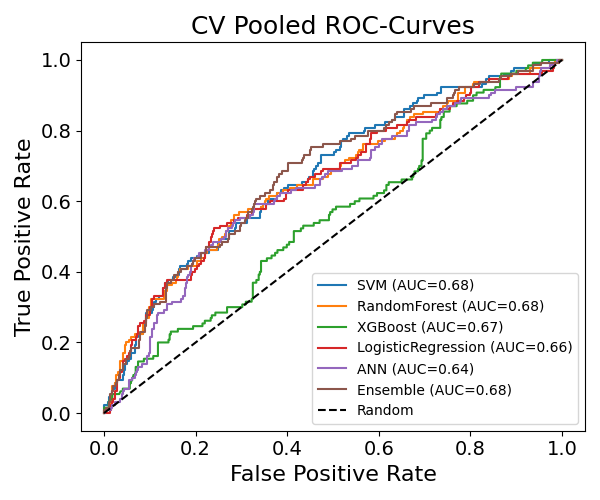 CV Pooled ROC-Curves
True Positive Rate
1.0
0.8
0.6
0.4
0.2
0.0
SVM (AUC=0.68)
RandomForest (AUC=0.68)
XGBoost (AUC=0.67)
LogisticRegression (AUC=0.66)
ANN (AUC=0.64)
Ensemble (AUC=0.68)
Random
0.0 0.2 0.4 0.6 0.8 1.0
False Positive Rate